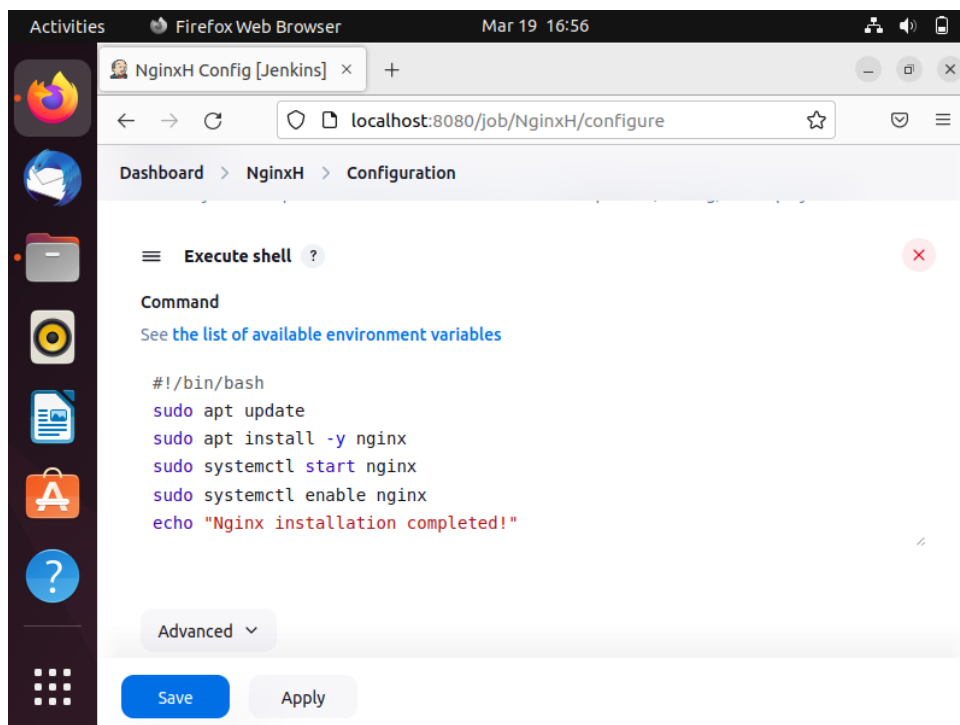 Activities Firefox Web Browser Mar 19 16:56
NginxH Config [Jenkins]
localhost:8080/job/NginxH/configure
Dashboard > NginxH > Configuration
Execute shell ?
Command
See the list of available environment variables
#!/bin/bash
sudo apt update
sudo apt install -y nginx
sudo systemctl start nginx
sudo systemctl enable nginx
echo "Nginx installation completed!"
Advanced
Save Apply